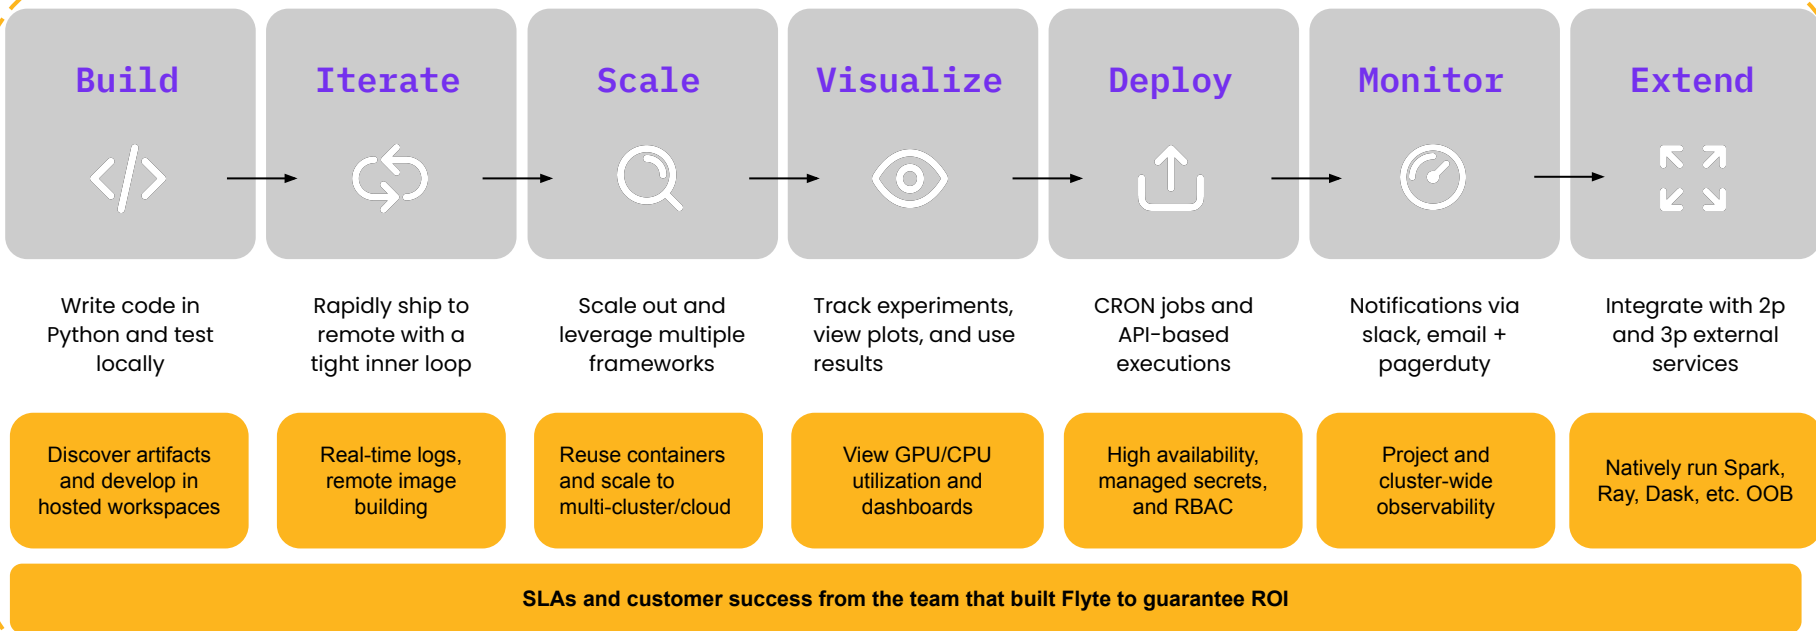 Build
Iterate
Scale
Visualize
Deploy
Monitor
Extend
Write code in
Python and test
locally
Rapidly ship to
remote with a
tight inner loop
Scale out and
leverage multiple
frameworks
Track experiments,
view plots, and use
results
CRON jobs and
API-based
executions
Notifications via
slack, email +
pagerduty
Integrate with 2p
and 3p external
services
Discover artifacts
and develop in
hosted workspaces
Real-time logs,
remote image
building
Reuse containers
and scale to
multi-cluster/cloud
View GPU/CPU
utilization and
dashboards
High availability,
managed secrets,
and RBAC
Project and
cluster-wide
observability
Natively run Spark,
Ray, Dask, etc. OOB
SLAs and customer success from the team that built Flyte to guarantee ROI